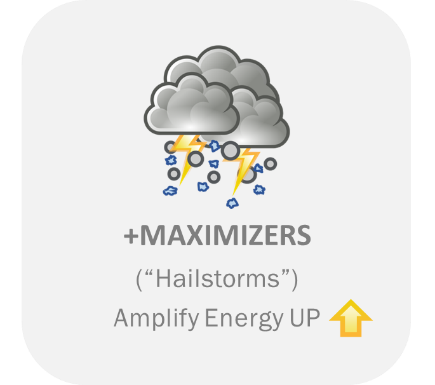 +MAXIMIZERS
(“Hailstorms”)
Amplify Energy UP